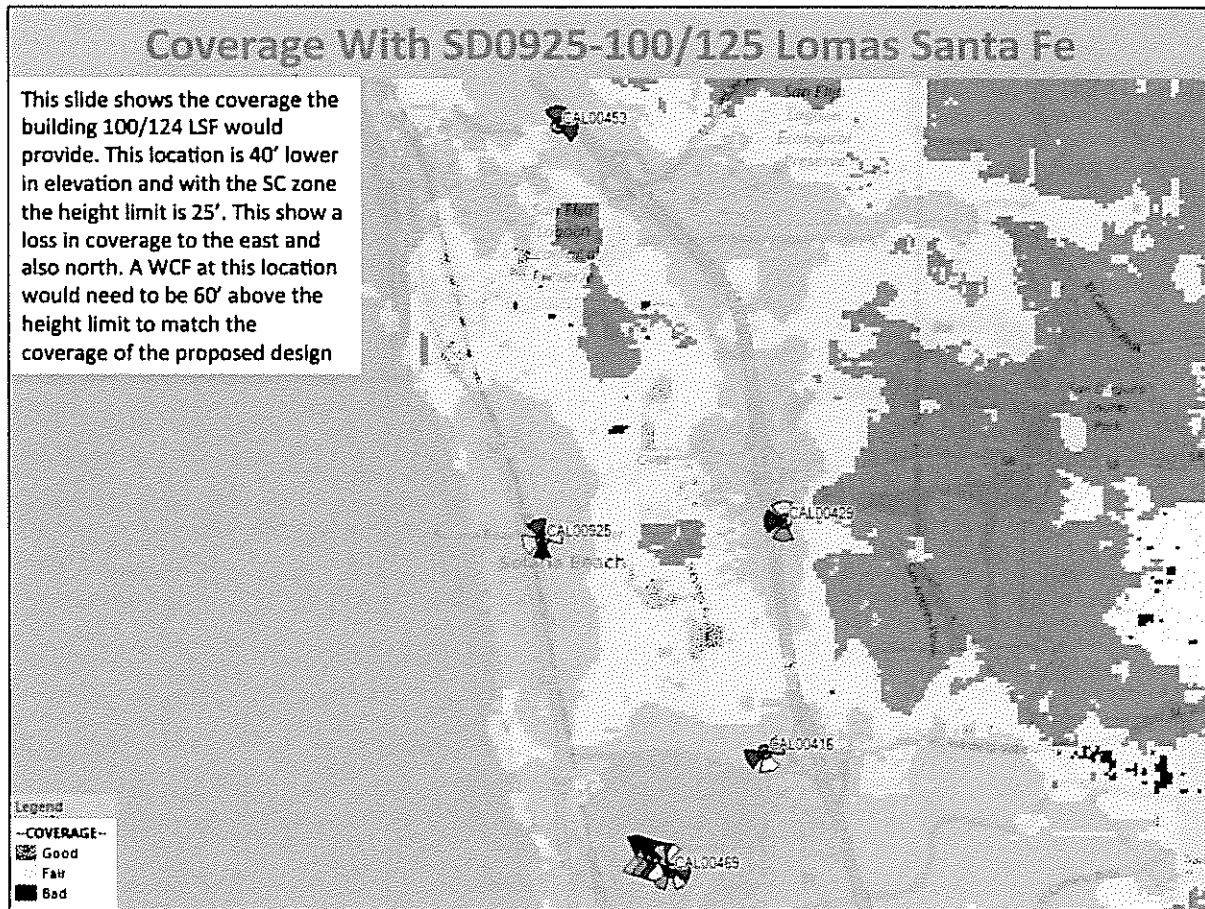 Coverage With SD0925-100/125 Lomas Santa Fe
This slide shows the coverage the
building 100/124 LSF would
provide. This location is 40' lower
in elevation and with the SC zone
the height limit is 25'. This show a
loss in coverage to the east and
also north. A WCF at this location
would need to be 60' above the
height limit to match the
coverage of the proposed design
CAL00453
CAL00925
CAL00429
Beach
CAL00416
CAL00469
Legend
--COVERAGE--
Good
Fair
Bad